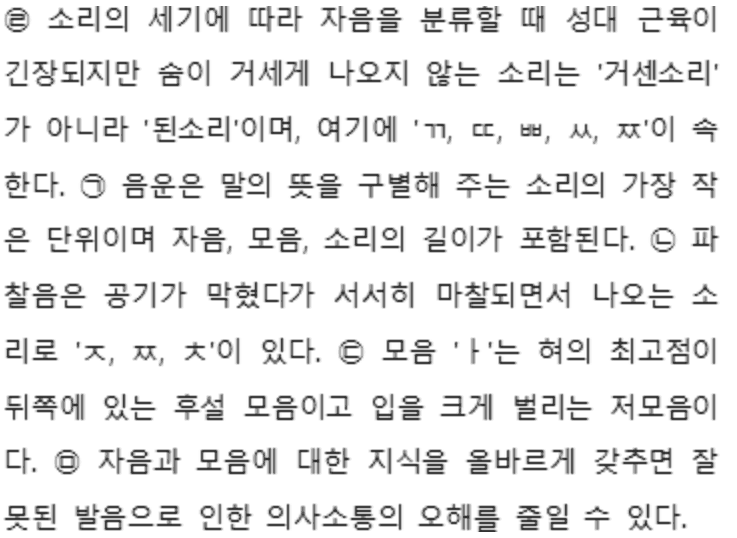 ㉣ 소리의 세기에 따라 자음을 분류할 때 성대 근육이
긴장되지만 숨이 거세게 나오지 않는 소리는 '거센소리'
가 아니라 '된소리'이며, 여기에 'ㄲ, ㄸ, ㅃ, ㅆ, ㅉ'이 속
한다. ㉠ 음운은 말의 뜻을 구별해 주는 소리의 가장 작
은 단위이며 자음, 모음, 소리의 길이가 포함된다. ㉡ 파
찰음은 공기가 막혔다가 서서히 마찰되면서 나오는 소
리로 'ㅈ, ㅉ, ㅊ'이 있다. ㉢ 모음 'ㅏ'는 혀의 최고점이
뒤쪽에 있는 후설 모음이고 입을 크게 벌리는 저모음이
다. ㉤ 자음과 모음에 대한 지식을 올바르게 갖추면 잘
못된 발음으로 인한 의사소통의 오해를 줄일 수 있다.